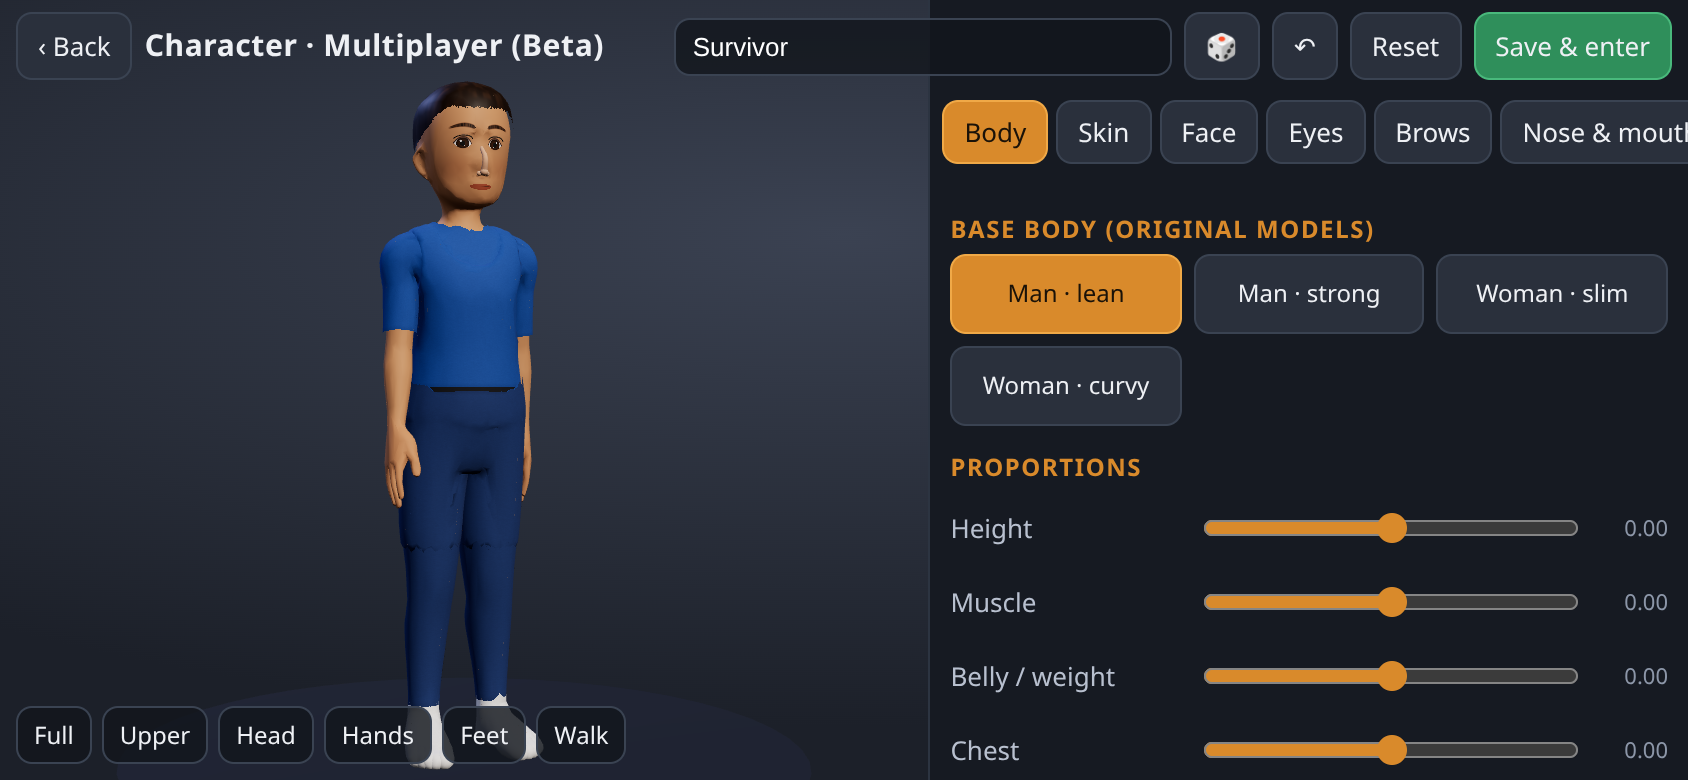 ‹ Back
Character · Multiplayer (Beta)
Survivor
↶
Reset
Save & enter
Body
Skin
Face
Eyes
Brows
Nose & mouth
BASE BODY (ORIGINAL MODELS)
Man · lean
Man · strong
Woman · slim
Woman · curvy
PROPORTIONS
Height 0.00
Muscle 0.00
Belly / weight 0.00
Chest 0.00
Full
Upper
Head
Hands
Feet
Walk